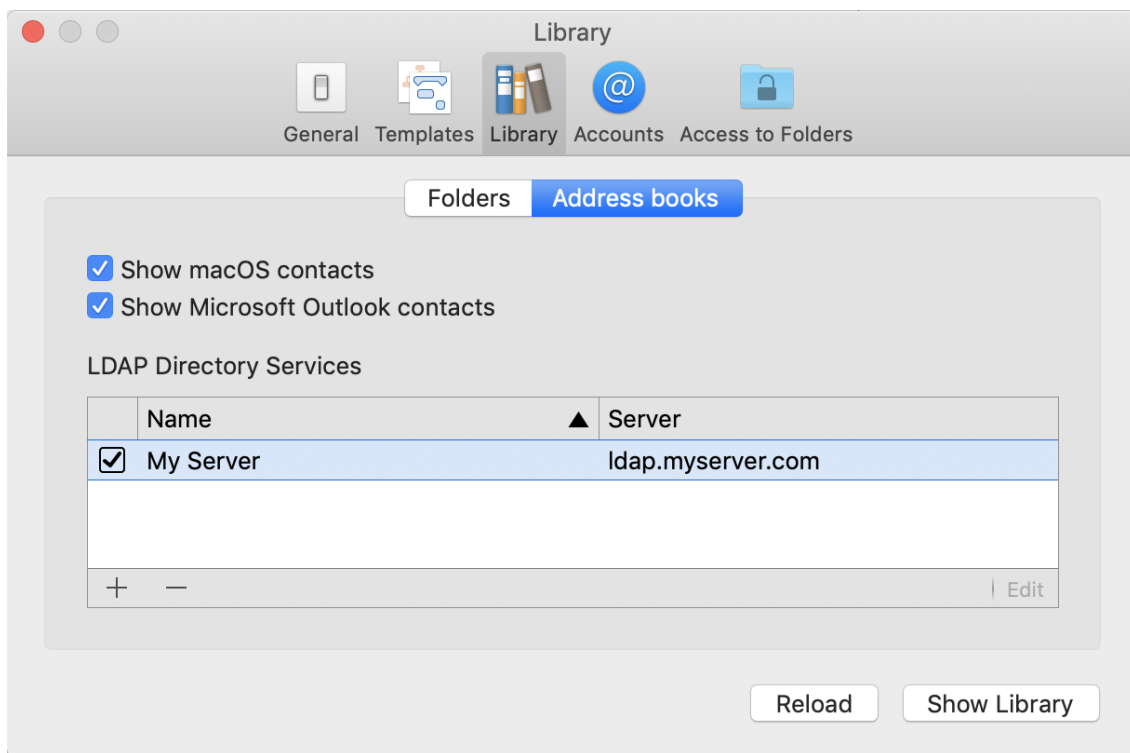 Library
General Templates Library Accounts Access to Folders
Folders Address books
Show macOS contacts
Show Microsoft Outlook contacts
LDAP Directory Services
Name Server
My Server ldap.myserver.com
Edit
Reload Show Library